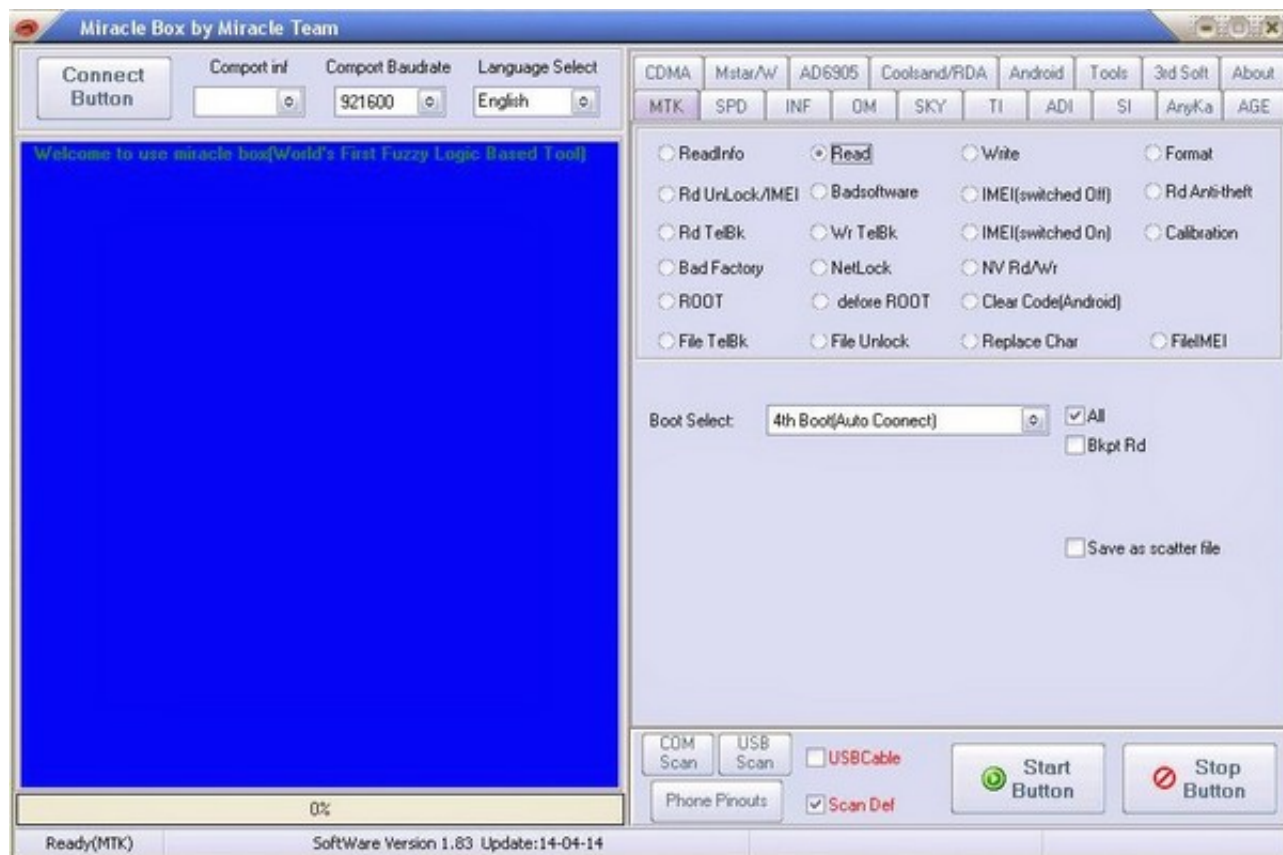 Miracle Box by Miracle Team
Connect Button
Comport inf
Comport Baudrate
921600
Language Select
English
Welcome to use miracle box(World's First Fuzzy Logic Based Tool)
0%
CDMA Mstar/W AD6905 Coolsand/RDA Android Tools 3rd Soft About
MTK SPD INF OM SKY TI ADI SI AnyKa AGE
ReadInfo Read Write Format
Rd UnLock/IMEI Badsoftware IMEI(switched Off) Rd Anti-theft
Rd TelBk Wr TelBk IMEI(switched On) Calibration
Bad Factory NetLock NV Rd/Wr
ROOT defore ROOT Clear Code(Android)
File TelBk File Unlock Replace Char FileIMEI
Boot Select: 4th Boot(Auto Coonect) All
Bkpt Rd
Save as scatter file
COM Scan
USB Scan
USBCable
Phone Pinouts
Scan Def
Start Button
Stop Button
Ready(MTK) SoftWare Version 1.83 Update:14-04-14